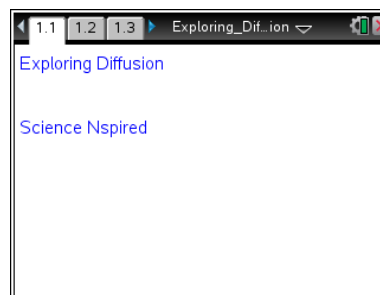 1.1 1.2 1.3 Exploring_Dif...ion
Exploring Diffusion
Science Nspired